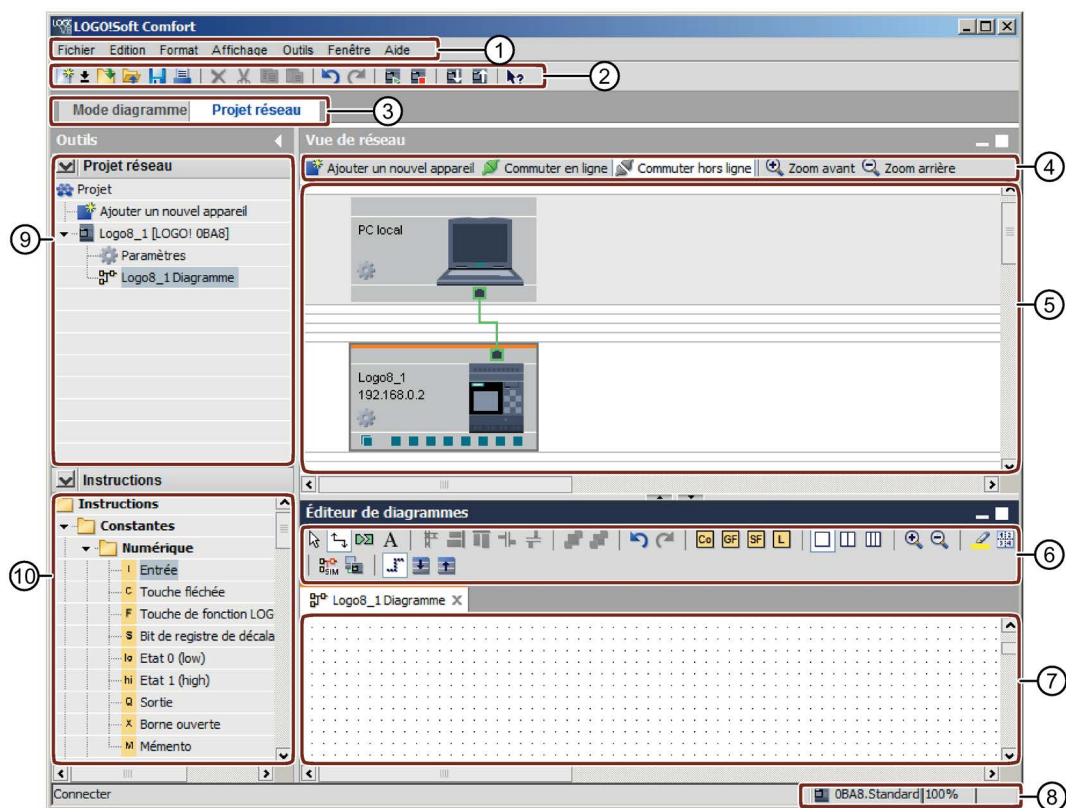 LOGO!Soft Comfort
Fichier Edition Format Affichage Outils Fenêtre Aide
1
2
Mode diagramme Projet réseau
3
Outils
Vue de réseau
Projet réseau
Ajouter un nouvel appareil Commuter en ligne Commuter hors ligne Zoom avant Zoom arrière
4
Projet
Ajouter un nouvel appareil
Logo8_1 [LOGO! 0BA8]
Paramètres
Logo8_1 Diagramme
9
PC local
5
Logo8_1
192.168.0.2
Instructions
Instructions
Constantes
Numérique
I Entrée
C Touche fléchée
F Touche de fonction LOG
S Bit de registre de décala
lo Etat 0 (low)
hi Etat 1 (high)
Q Sortie
X Borne ouverte
M Mémento
10
Éditeur de diagrammes
A Co GF SF L
SIM
6
Logo8_1 Diagramme X
7
Connecter
0BA8.Standard 100%
8